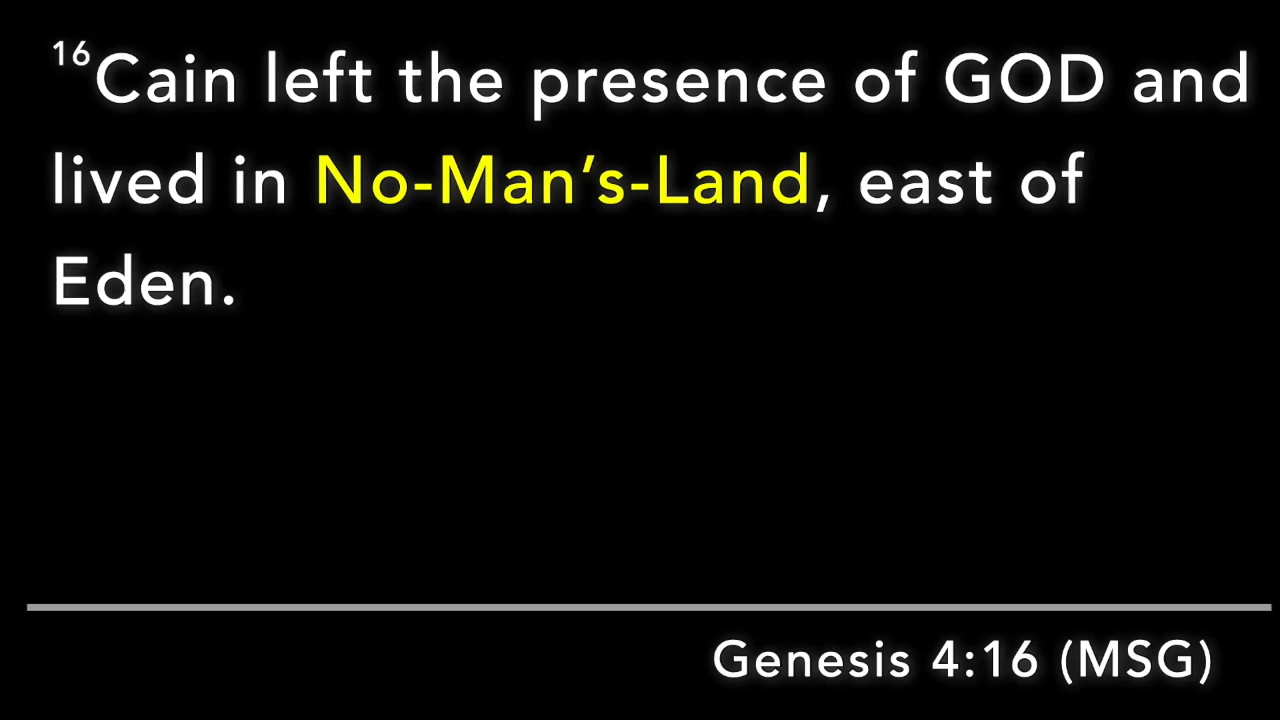 16Cain left the presence of GOD and
lived in No-Man’s-Land, east of
Eden.
Genesis 4:16 (MSG)